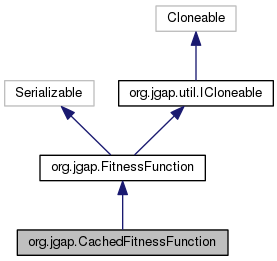 Cloneable
Serializable
org.jgap.util.ICloneable
org.jgap.FitnessFunction
org.jgap.CachedFitnessFunction